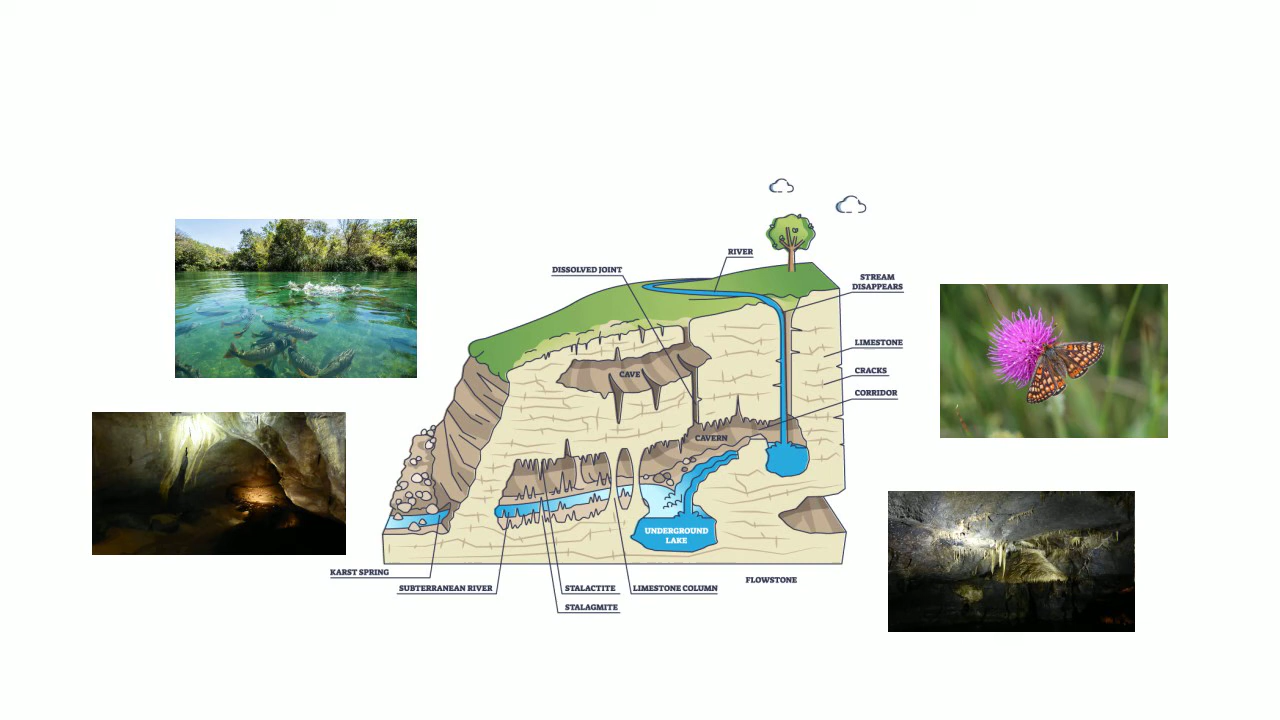 RIVER
DISSOLVED JOINT
STREAM
DISAPPEARS
LIMESTONE
CAVE
CRACKS
CORRIDOR
CAVERN
UNDERGROUND
LAKE
KARST SPRING
FLOWSTONE
SUBTERRANEAN RIVER
STALACTITE
LIMESTONE COLUMN
STALAGMITE